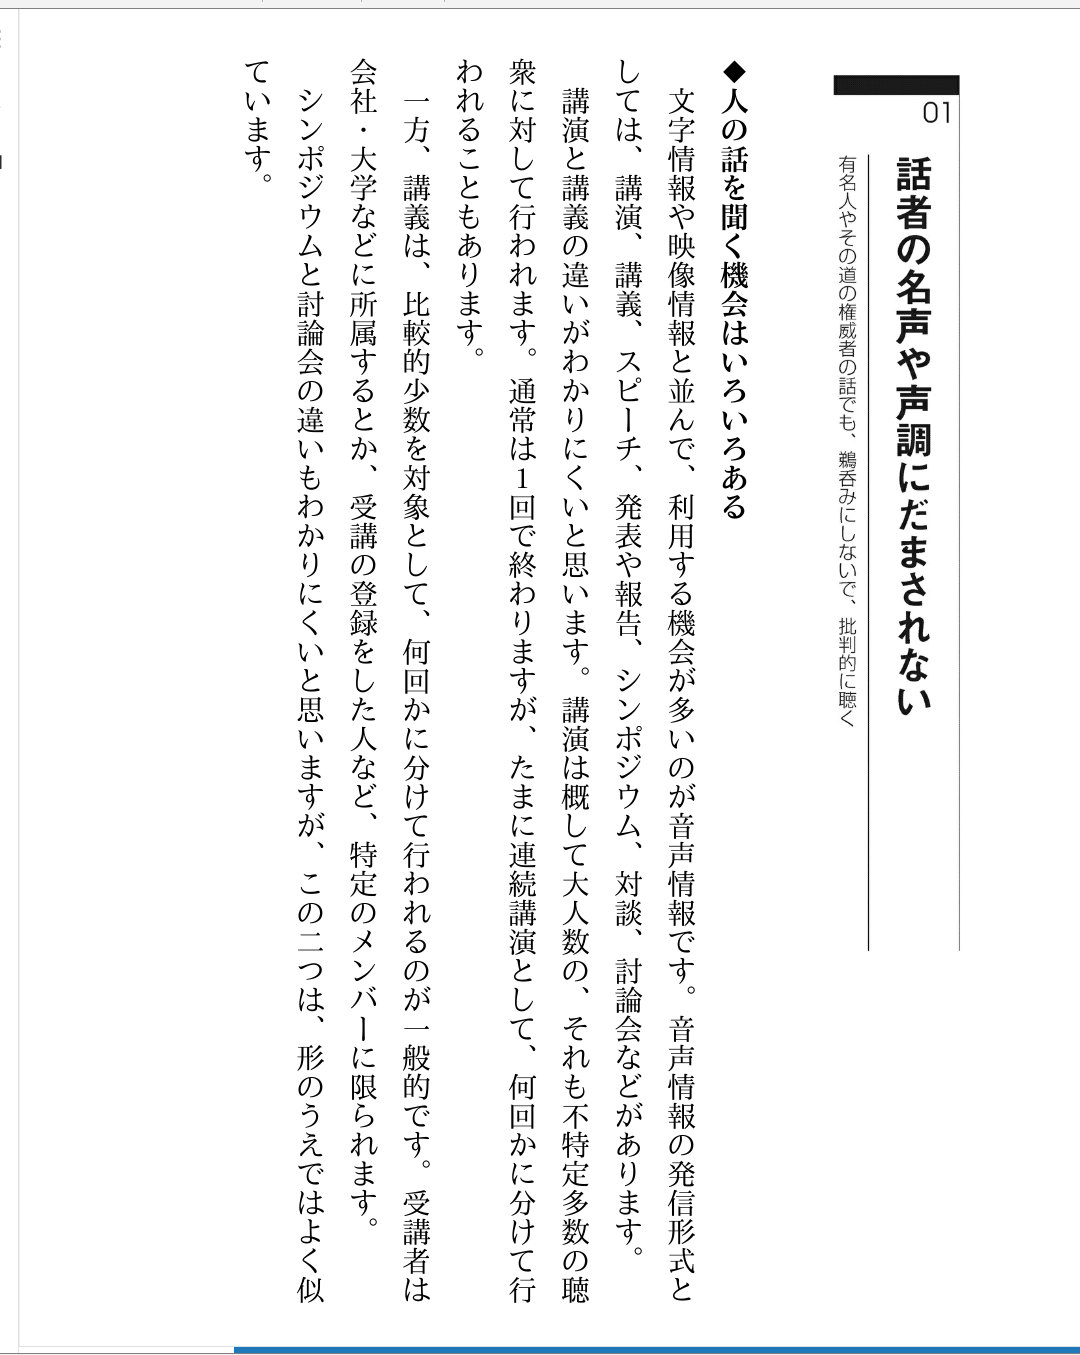 01
話者の名声や声調にだまされない
有名人やその道の権威者の話でも、鵜呑みにしないで、批判的に聴く
◆人の話を聞く機会はいろいろある
文字情報や映像情報と並んで、利用する機会が多いのが音声情報です。音声情報の発信形式と
しては、講演、講義、スピーチ、発表や報告、シンポジウム、対談、討論会などがあります。
講演と講義の違いがわかりにくいと思います。講演は概して大人数の、それも不特定多数の聴
衆に対して行われます。通常は1回で終わりますが、たまに連続講演として、何回かに分けて行
われることもあります。
一方、講義は、比較的少数を対象として、何回かに分けて行われるのが一般的です。受講者は
会社・大学などに所属するとか、受講の登録をした人など、特定のメンバーに限られます。
シンポジウムと討論会の違いもわかりにくいと思いますが、この二つは、形のうえではよく似
ています。